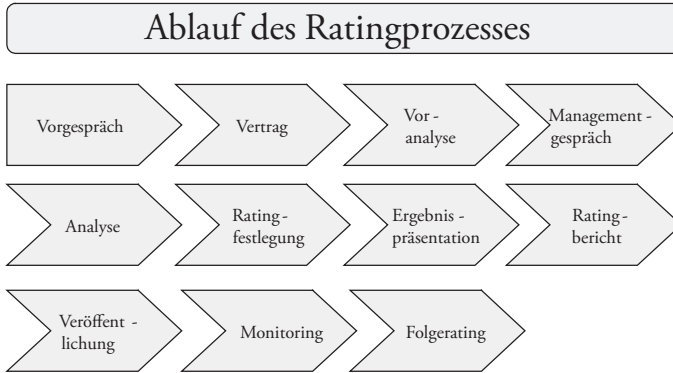 Ablauf des Ratingprozesses
Vorgespräch
Vertrag
Vor -
analyse
Management -
gespräch
Analyse
Rating -
festlegung
Ergebnis -
präsentation
Rating -
bericht
Veröffent -
lichung
Monitoring
Folgerating